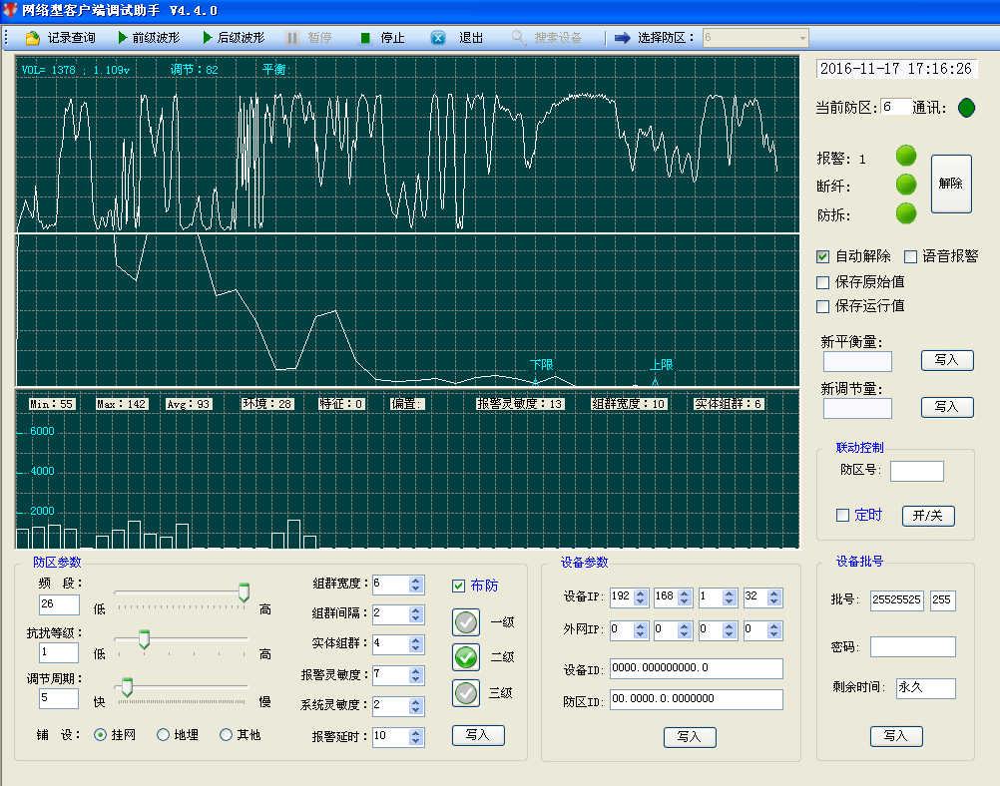 网络型客户端调试助手 V4.4.0
记录查询 前级波形 后级波形 暂停 停止 退出 搜索设备 选择防区： 6
VOL= 1378 ; 1.109v 调节：82 平衡:
下限 上限
Min：55 Max：142 Avg：93 环境：28 特征：0 偏置： 报警灵敏度：13 组群宽度：10 实体组群：6
6000
4000
2000
2016-11-17 17:16:26
当前防区: 6 通讯:
报警: 1
断纤:
防拆:
解除
自动解除 语音报警
保存原始值
保存运行值
新平衡量:
写入
新调节量:
写入
联动控制
防区号:
定时 开/关
防区参数
频 段:
26 低 高
抗扰等级:
1 低 高
调节周期:
5 快 慢
铺 设: 挂网 地埋 其他
组群宽度: 6
组群间隔: 2
实体组群: 4
报警灵敏度: 7
系统灵敏度: 2
报警延时: 10
布防
一级
二级
三级
写入
设备参数
设备IP: 192 168 1 32
外网IP: 0 0 0 0
设备ID: 0000.000000000.0
防区ID: 00.0000.0.0000000
写入
设备批号
批号: 25525525 255
密码:
剩余时间: 永久
写入